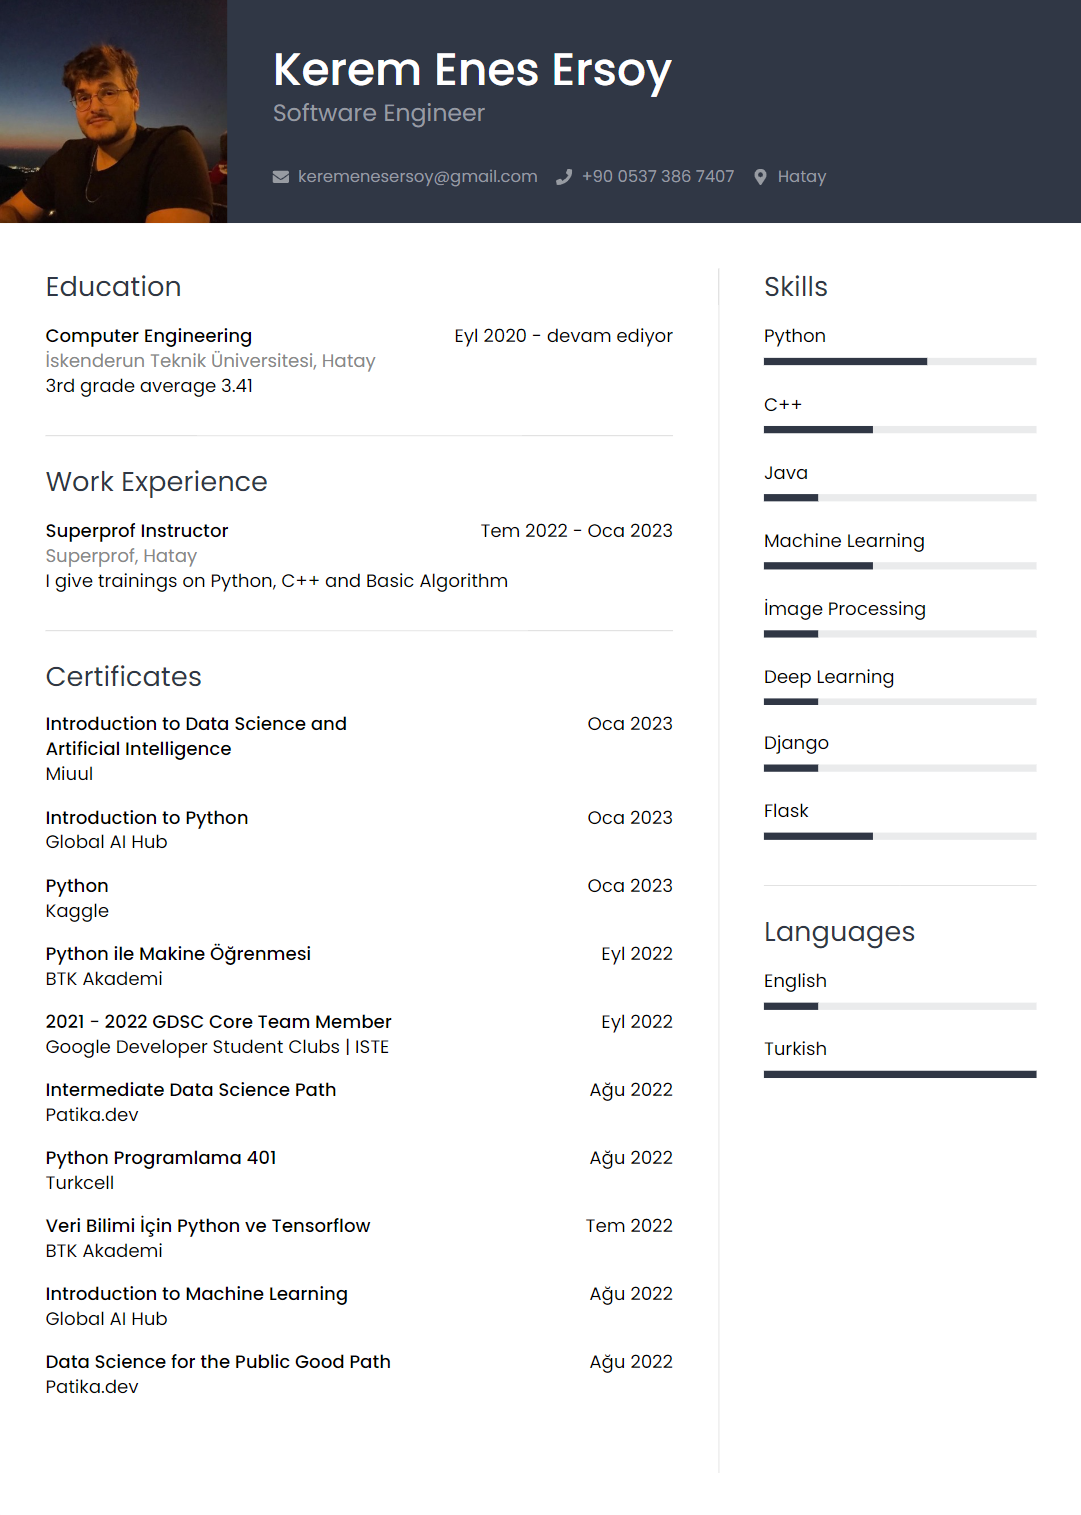 Kerem Enes Ersoy
Software Engineer
keremenesersoy@gmail.com +90 0537 386 7407 Hatay
Education
Computer Engineering Eyl 2020 - devam ediyor
İskenderun Teknik Üniversitesi, Hatay
3rd grade average 3.41
Work Experience
Superprof Instructor Tem 2022 - Oca 2023
Superprof, Hatay
I give trainings on Python, C++ and Basic Algorithm
Certificates
Introduction to Data Science and Oca 2023
Artificial Intelligence
Miuul
Introduction to Python Oca 2023
Global AI Hub
Python Oca 2023
Kaggle
Python ile Makine Öğrenmesi Eyl 2022
BTK Akademi
2021 - 2022 GDSC Core Team Member Eyl 2022
Google Developer Student Clubs | ISTE
Intermediate Data Science Path Ağu 2022
Patika.dev
Python Programlama 401 Ağu 2022
Turkcell
Veri Bilimi İçin Python ve Tensorflow Tem 2022
BTK Akademi
Introduction to Machine Learning Ağu 2022
Global AI Hub
Data Science for the Public Good Path Ağu 2022
Patika.dev
Skills
Python
C++
Java
Machine Learning
İmage Processing
Deep Learning
Django
Flask
Languages
English
Turkish